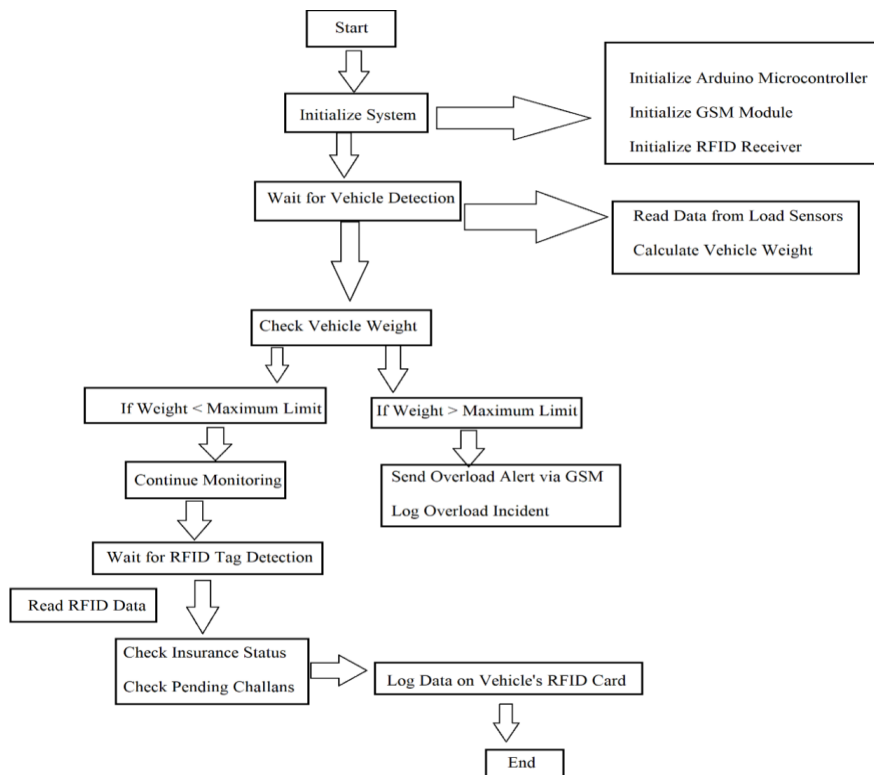 Start
Initialize System
Initialize Arduino Microcontroller
Initialize GSM Module
Initialize RFID Receiver
Wait for Vehicle Detection
Read Data from Load Sensors
Calculate Vehicle Weight
Check Vehicle Weight
If Weight < Maximum Limit
If Weight > Maximum Limit
Continue Monitoring
Send Overload Alert via GSM
Log Overload Incident
Wait for RFID Tag Detection
Read RFID Data
Check Insurance Status
Check Pending Challans
Log Data on Vehicle's RFID Card
End